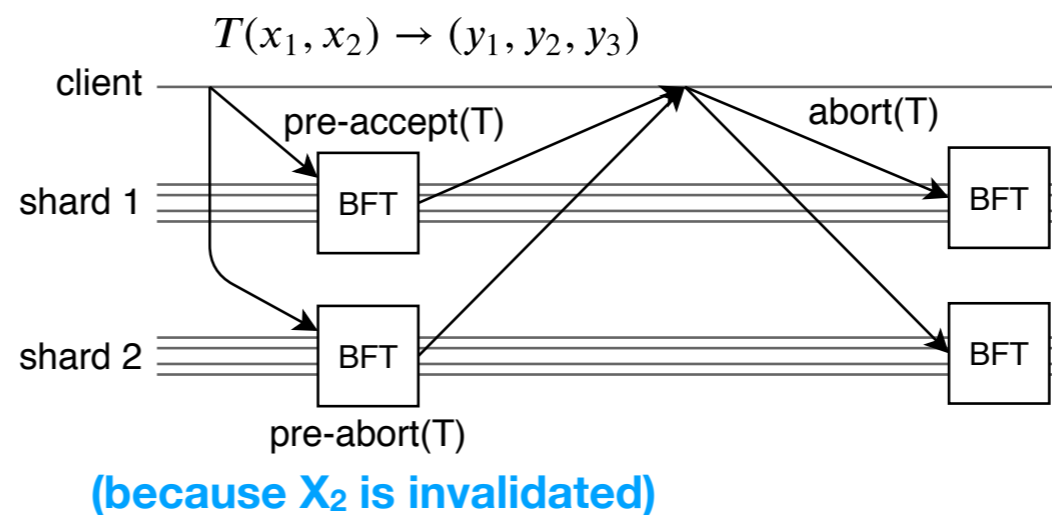 T(x₁, x₂) → (y₁, y₂, y₃)
client
pre-accept(T)
abort(T)
shard 1
BFT
BFT
shard 2
BFT
BFT
pre-abort(T)
(because X₂ is invalidated)